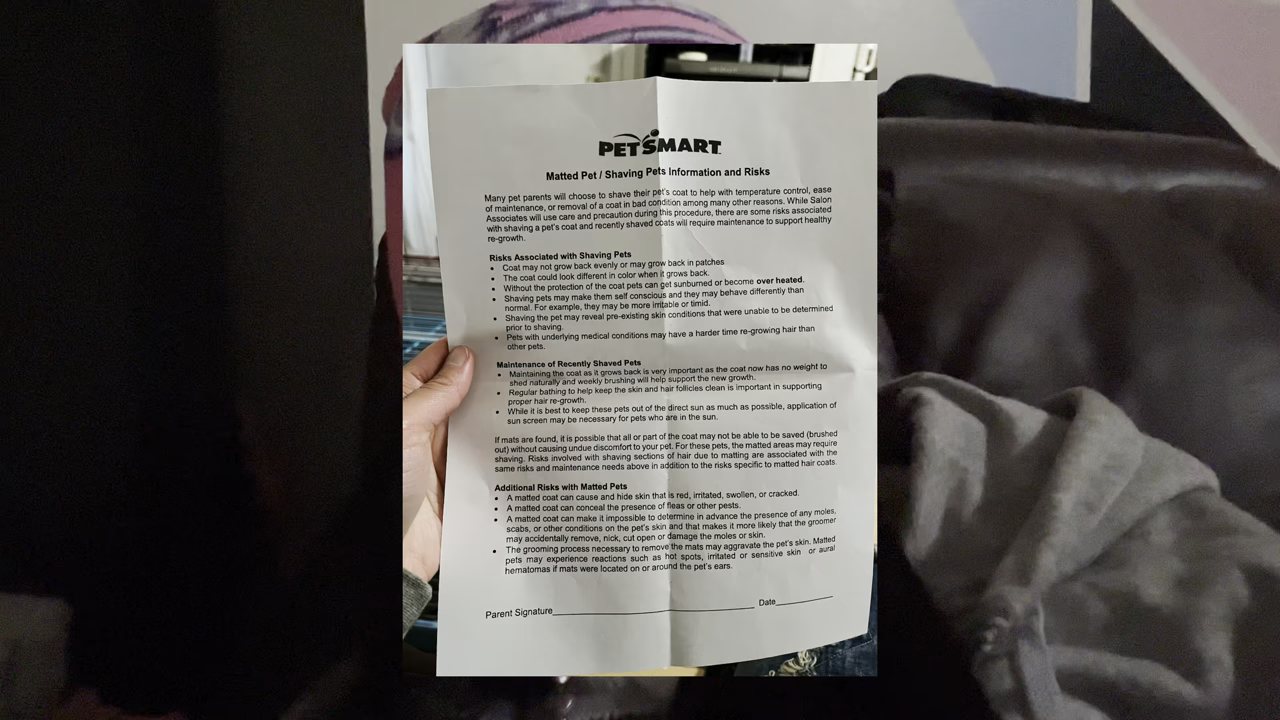 PETSMART
Matted Pet / Shaving Pets Information and Risks
Many pet parents will choose to shave their pet's coat to help with temperature control, ease
of maintenance, or removal of a coat in bad condition among many other reasons. While Salon
Associates will use care and precaution during this procedure, there are some risks associated
with shaving a pet's coat and recently shaved coats will require maintenance to support healthy
re-growth.
Risks Associated with Shaving Pets
• Coat may not grow back evenly or may grow back in patches
• The coat could look different in color when it grows back.
• Without the protection of the coat pets can get sunburned or become over heated.
• Shaving pets may make them self conscious and they may behave differently than
normal. For example, they may be more irritable or timid.
• Shaving the pet may reveal pre-existing skin conditions that were unable to be determined
prior to shaving.
• Pets with underlying medical conditions may have a harder time re-growing hair than
other pets.
Maintenance of Recently Shaved Pets
• Maintaining the coat as it grows back is very important as the coat now has no weight to
shed naturally and weekly brushing will help support the new growth.
• Regular bathing to help keep the skin and hair follicles clean is important in supporting
proper hair re-growth.
• While it is best to keep these pets out of the direct sun as much as possible, application of
sun screen may be necessary for pets who are in the sun.
If mats are found, it is possible that all or part of the coat may not be able to be saved (brushed
out) without causing undue discomfort to your pet. For these pets, the matted areas may require
shaving. Risks involved with shaving sections of hair due to matting are associated with the
same risks and maintenance needs above in addition to the risks specific to matted hair coats.
Additional Risks with Matted Pets
• A matted coat can cause and hide skin that is red, irritated, swollen, or cracked.
• A matted coat can conceal the presence of fleas or other pests.
• A matted coat can make it impossible to determine in advance the presence of any moles,
scabs, or other conditions on the pet's skin and that makes it more likely that the groomer
may accidentally remove, nick, cut open or damage the moles or skin.
• The grooming process necessary to remove the mats may aggravate the pet's skin. Matted
pets may experience reactions such as hot spots, irritated or sensitive skin or aural
hematomas if mats were located on or around the pet's ears.
Parent Signature Date